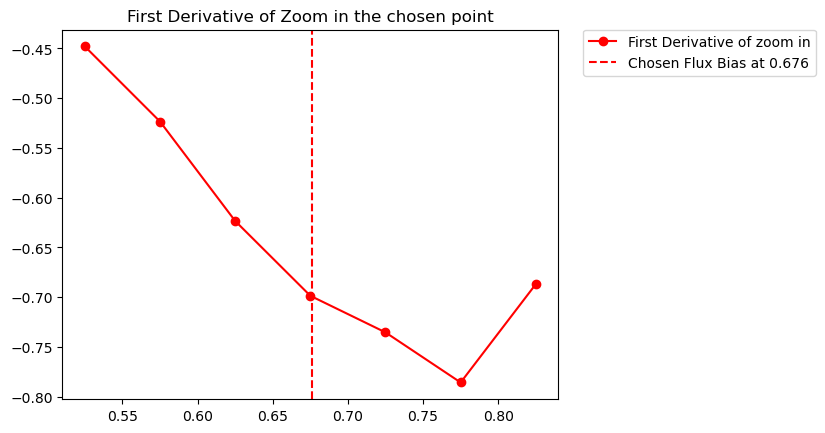 First Derivative of Zoom in the chosen point
First Derivative of zoom in
Chosen Flux Bias at 0.676
−0.45
−0.50
−0.55
−0.60
−0.65
−0.70
−0.75
−0.80
0.55 0.60 0.65 0.70 0.75 0.80